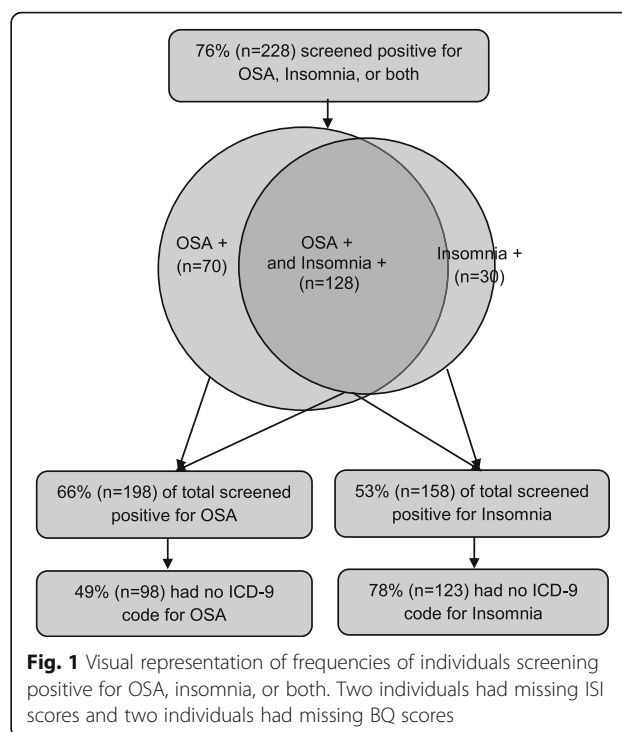 76% (n=228) screened positive for
OSA, Insomnia, or both
OSA +
(n=70)
OSA +
and Insomnia +
(n=128)
Insomnia +
(n=30)
66% (n=198) of total screened
positive for OSA
53% (n=158) of total screened
positive for Insomnia
49% (n=98) had no ICD-9
code for OSA
78% (n=123) had no ICD-9
code for Insomnia
Fig. 1 Visual representation of frequencies of individuals screening
positive for OSA, insomnia, or both. Two individuals had missing ISI
scores and two individuals had missing BQ scores